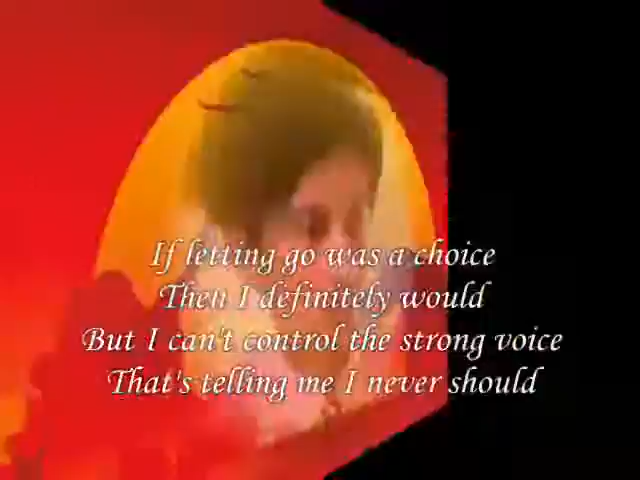 If letting go was a choice
Then I definitely would
But I can't control the strong voice
That's telling me I never should